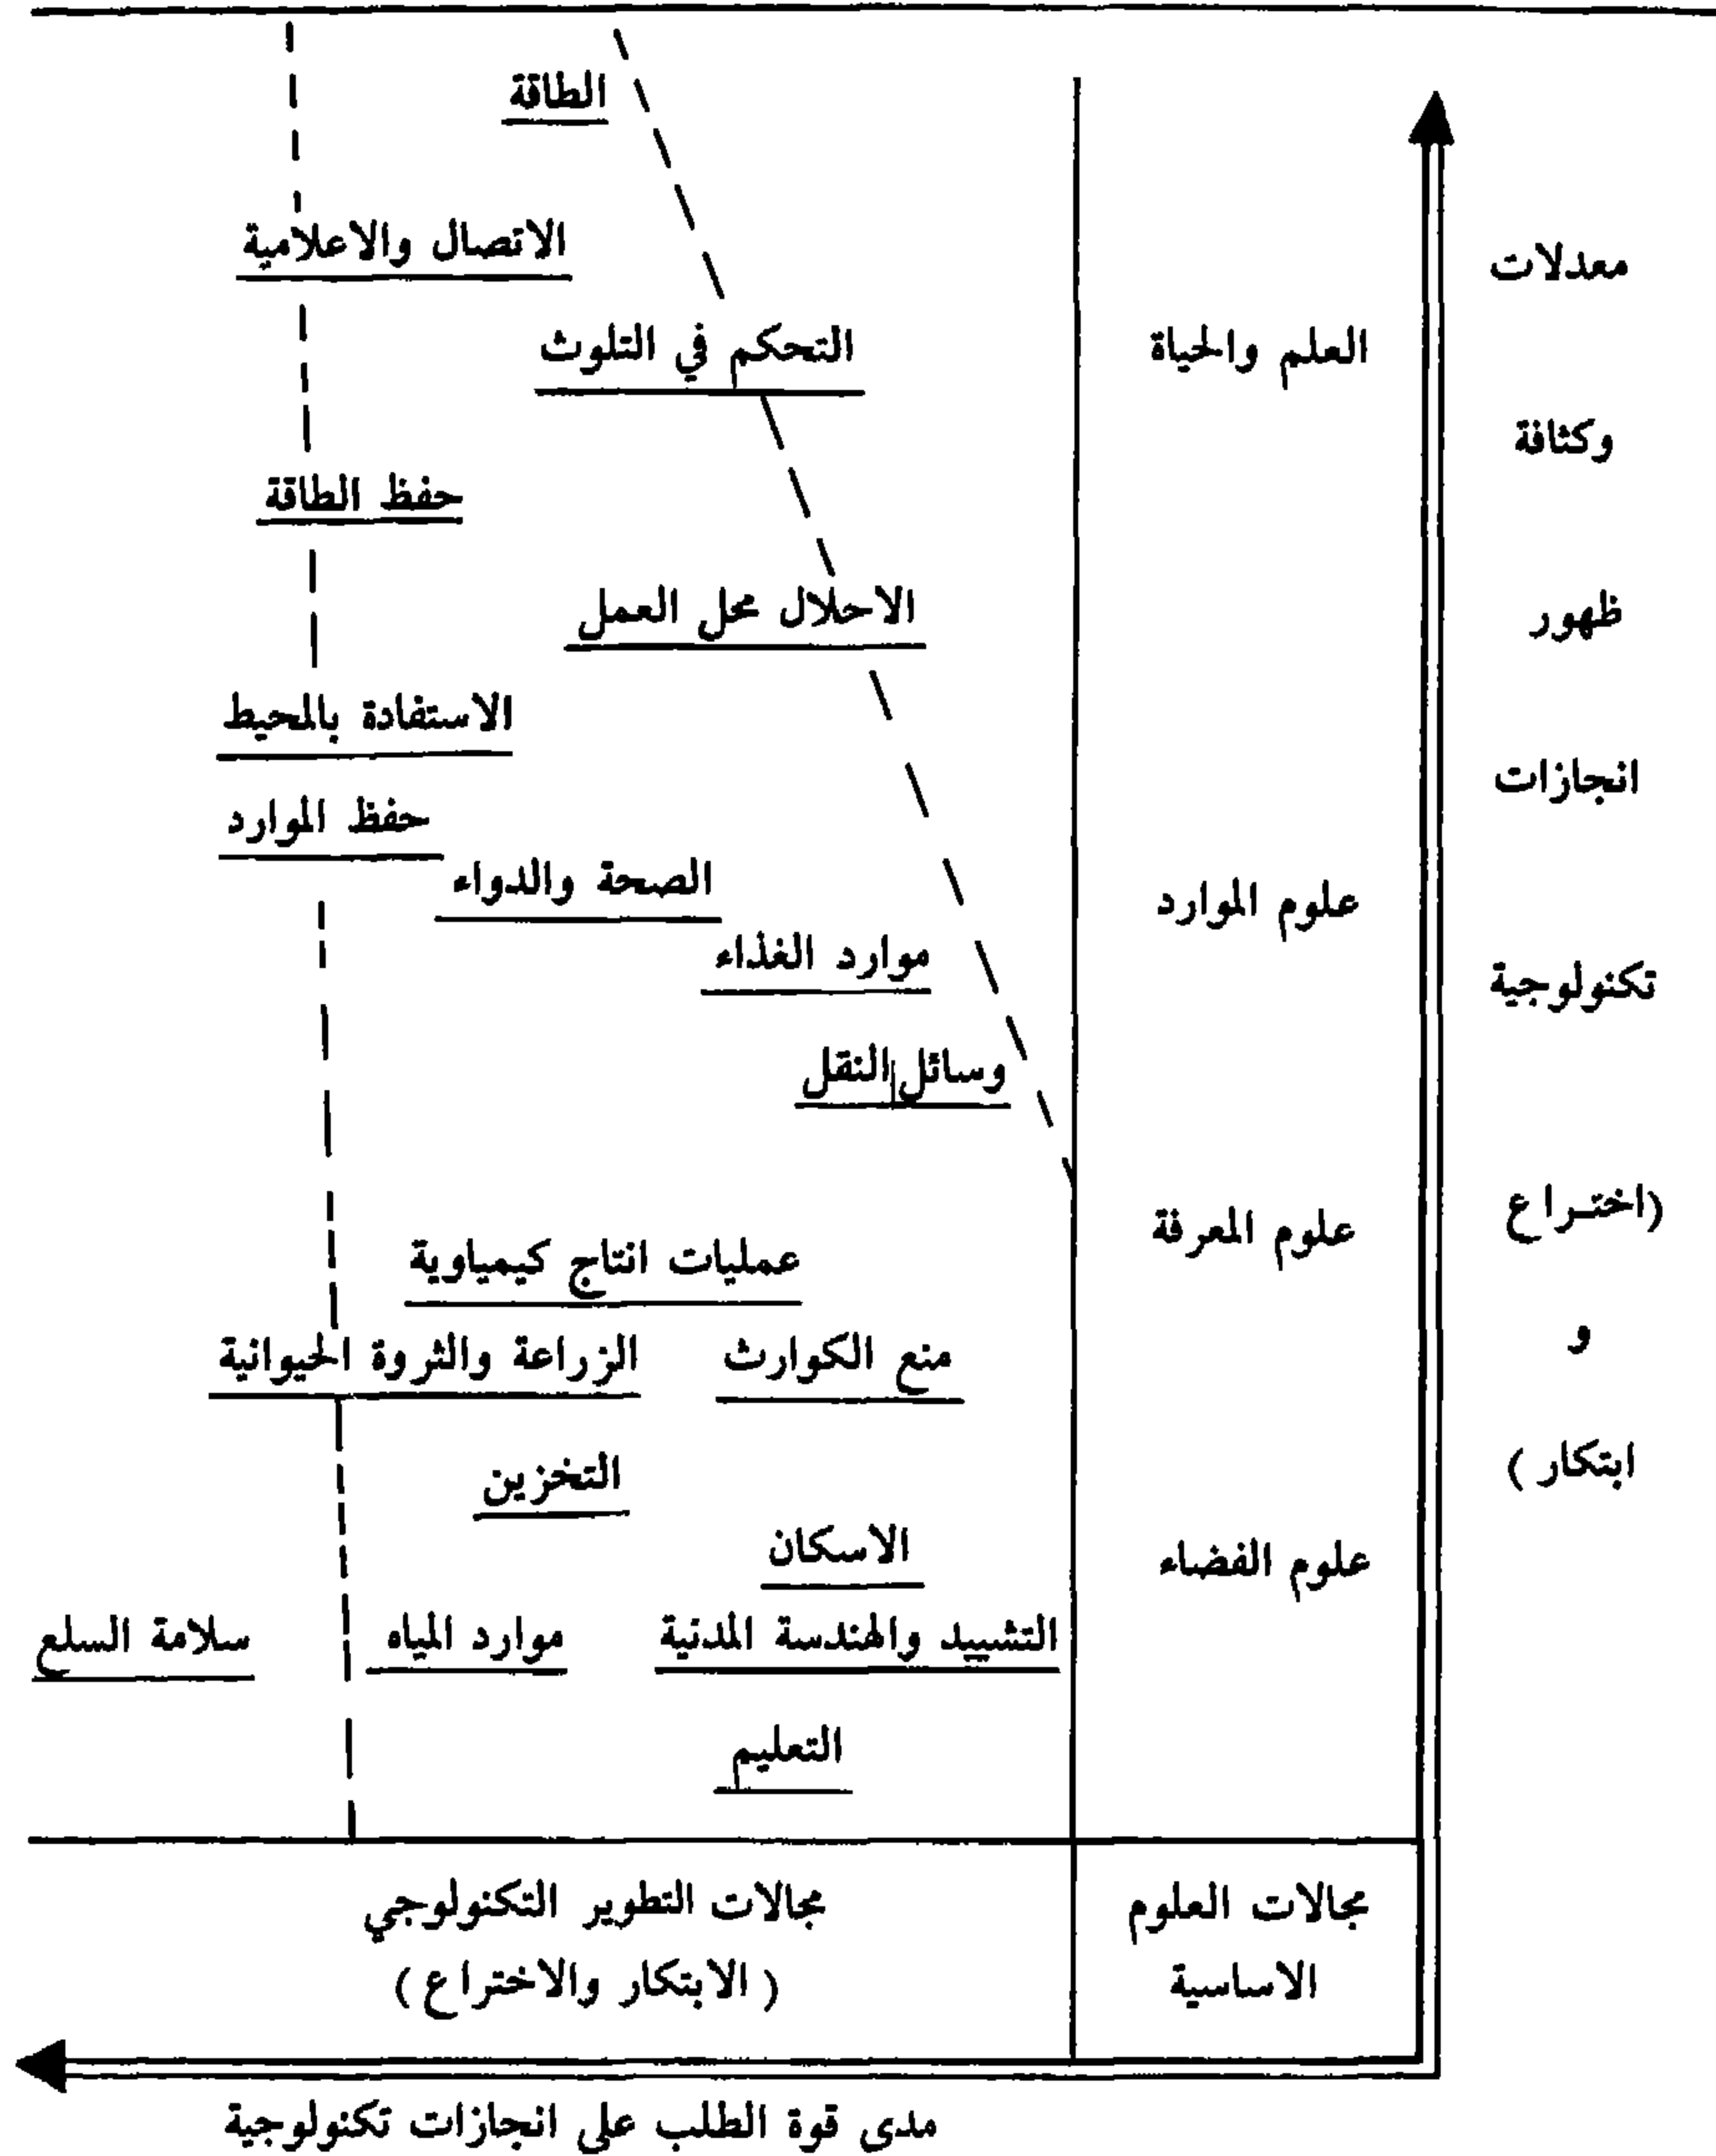 معدلات
وكثافة
ظهور
انجازات
تكنولوجية
(اختراع
و
ابتكار)
العلم والحياة
علوم الموارد
علوم المعرفة
علوم الفضاء
الطاقة
الاتصال والاعلامية
التحكم في التلوث
حفظ الطاقة
الاحلال محل العمل
الاستفادة بالمحيط
حفظ الموارد
الصحة والدواء
موارد الغذاء
وسائل النقل
عمليات انتاج كيمياوية
منع الكوارث
الزراعة والثروة الحيوانية
التخزين
الاسكان
التشييد والهندسة المدنية
موارد المياه
سلامة السلع
التعليم
مجالات العلوم
الاساسية
مجالات التطوير التكنولوجي
(الابتكار والاختراع)
مدى قوة الطلب على انجازات تكنولوجية